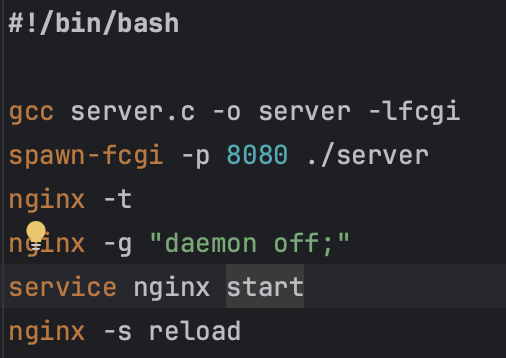 #!/bin/bash
gcc server.c -o server -lfcgi
spawn-fcgi -p 8080 ./server
nginx -t
nginx -g "daemon off;"
service nginx start
nginx -s reload